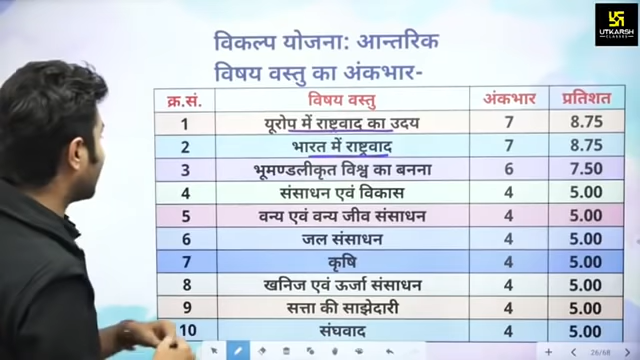 UTKARSH
CLASSES
विकल्प योजना: आन्तरिक
विषय वस्तु का अंकभार-
क्र.सं. विषय वस्तु अंकभार प्रतिशत
1 यूरोप में राष्ट्रवाद का उदय 7 8.75
2 भारत में राष्ट्रवाद 7 8.75
3 भूमण्डलीकृत विश्व का बनना 6 7.50
4 संसाधन एवं विकास 4 5.00
5 वन्य एवं वन्य जीव संसाधन 4 5.00
6 जल संसाधन 4 5.00
7 कृषि 4 5.00
8 खनिज एवं ऊर्जा संसाधन 4 5.00
9 सत्ता की साझेदारी 4 5.00
10 संघवाद 4 5.00
26/68